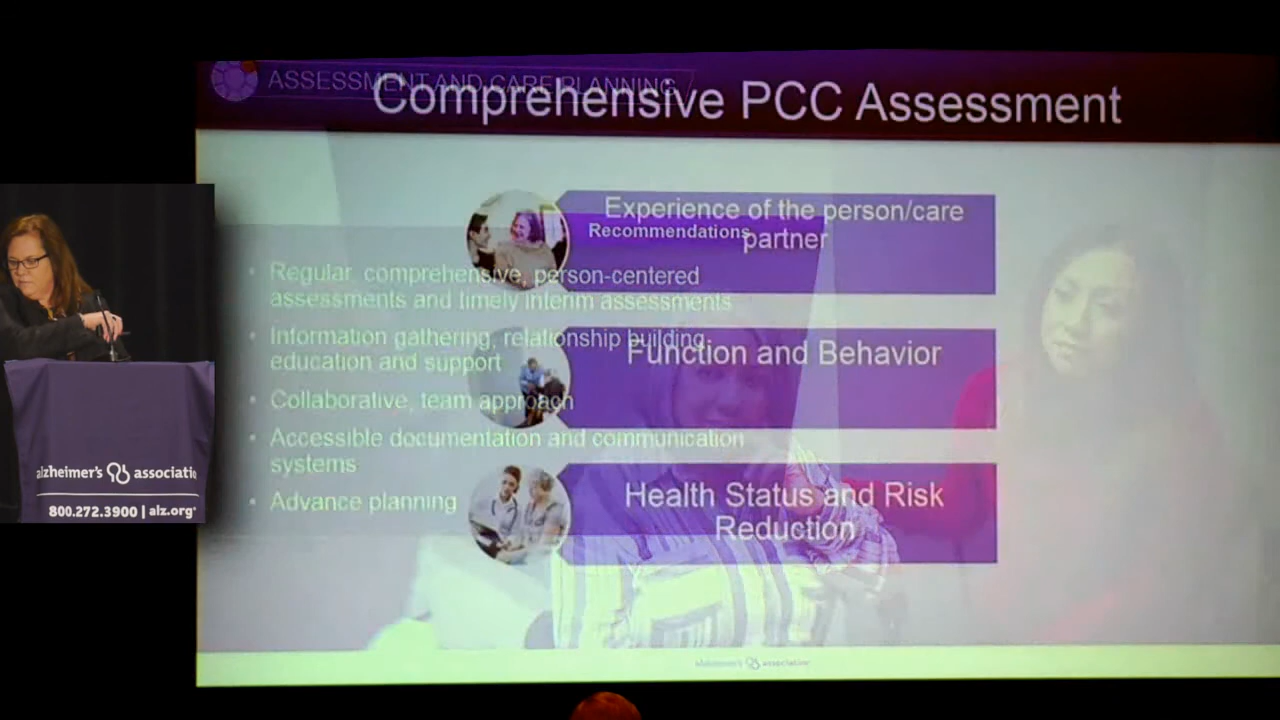 ASSESSMENT AND CARE PLANNING
Comprehensive PCC Assessment
Experience of the person/care
partner
Recommendations
• Regular, comprehensive, person-centered
assessments and timely interim assessments
• Information gathering, relationship building,
education and support
• Collaborative, team approach
• Accessible documentation and communication
systems
• Advance planning
Function and Behavior
Health Status and Risk
Reduction
alzheimer's association
alzheimer's associatio
800.272.3900 | alz.org®